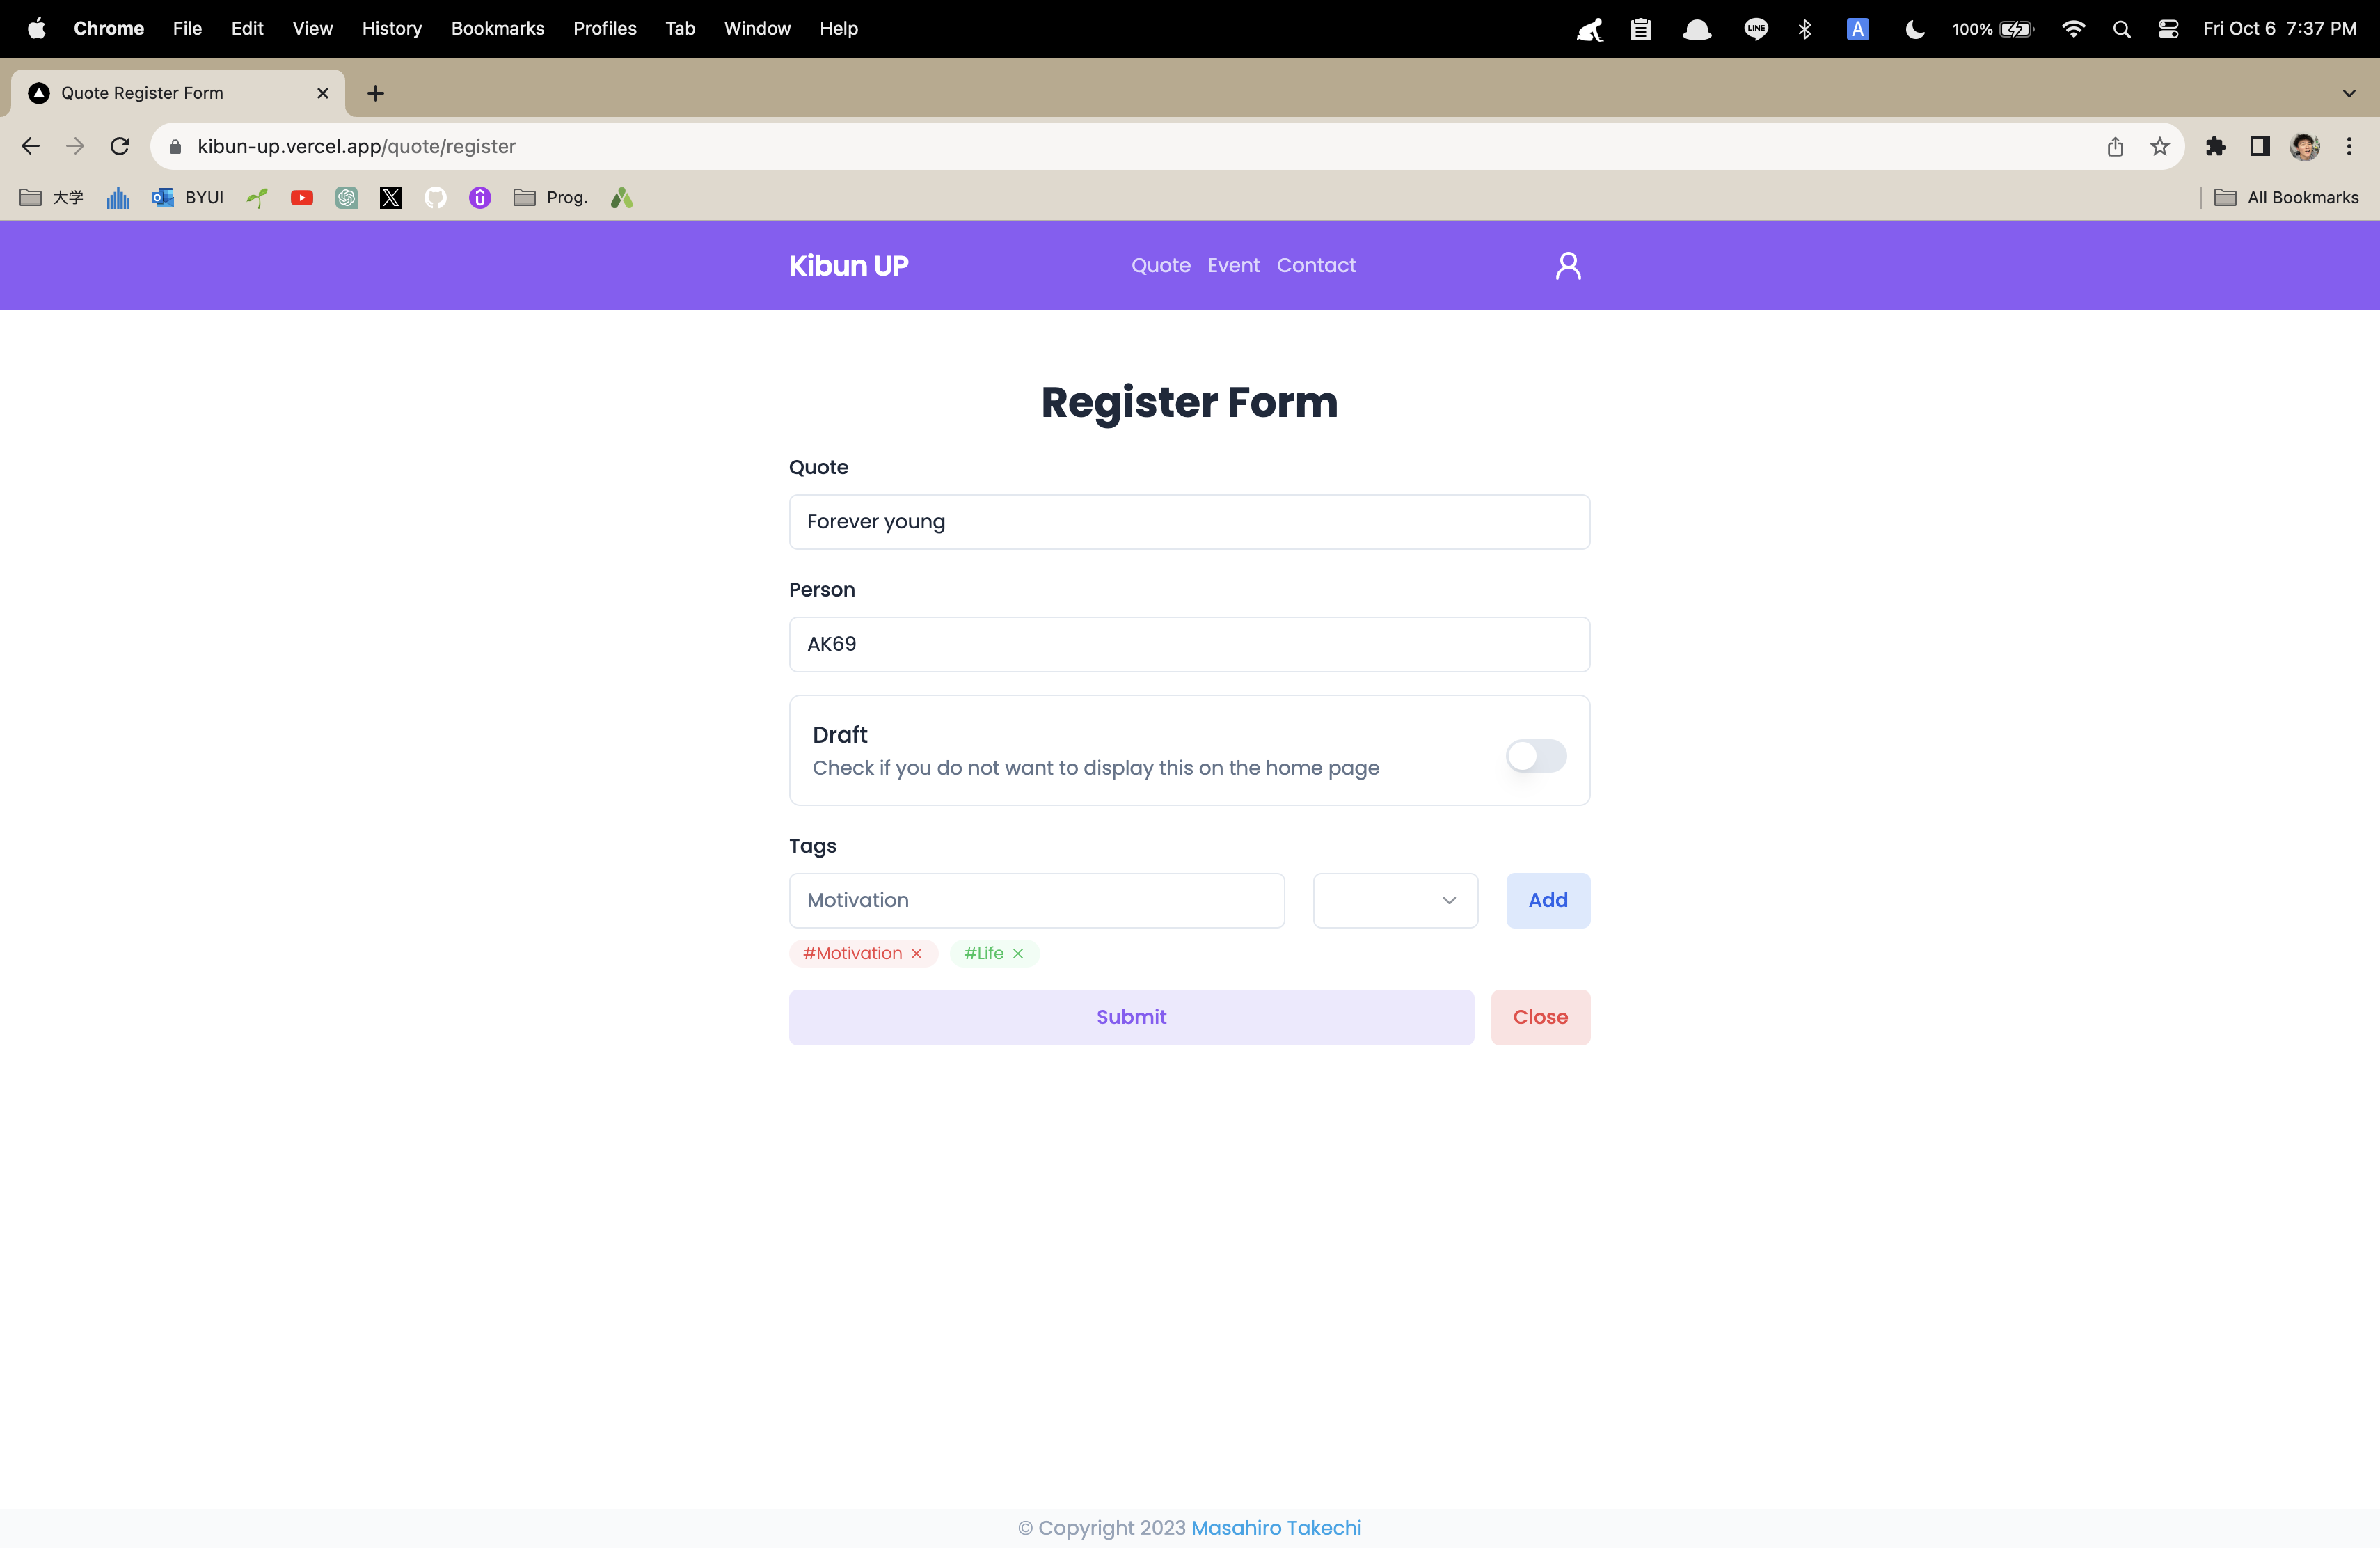 Chrome File Edit View History Bookmarks Profiles Tab Window Help LINE A 100% Fri Oct 6 7:37 PM
Quote Register Form
kibun-up.vercel.app/quote/register
大学 BYUI Prog. All Bookmarks
Kibun UP Quote Event Contact
Register Form
Quote
Forever young
Person
AK69
Draft
Check if you do not want to display this on the home page
Tags
Motivation Add
#Motivation #Life
Submit Close
© Copyright 2023 Masahiro Takechi